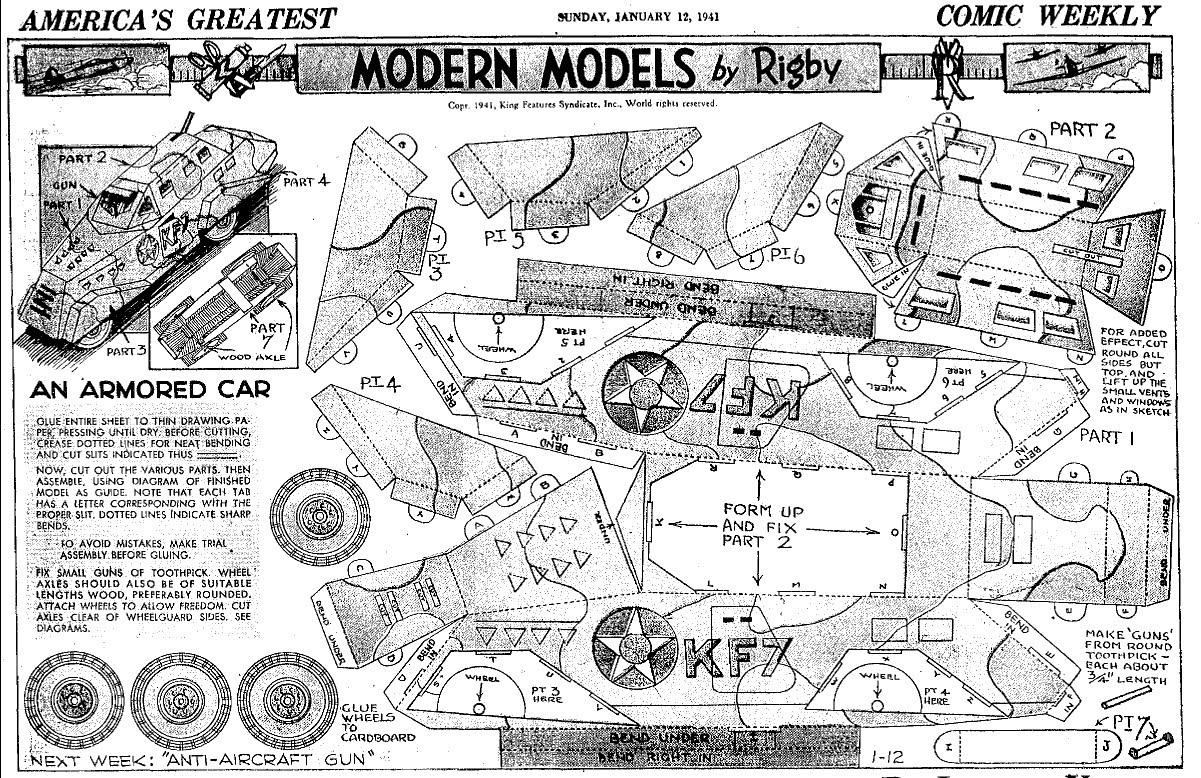 AMERICA'S GREATEST
SUNDAY, JANUARY 12, 1941
COMIC WEEKLY
MODERN MODELS by Rigby
Copr. 1941, King Features Syndicate, Inc., World rights reserved.
PART 2
GUN
PART 1
PART 4
KF7
PART 3
PART
7
WOOD AXLE
AN ARMORED CAR
GLUE ENTIRE SHEET TO THIN DRAWING PA-
PER, PRESSING UNTIL DRY. BEFORE CUTTING,
CREASE DOTTED LINES FOR NEAT BENDING
AND CUT SLITS INDICATED THUS
NOW, CUT OUT THE VARIOUS PARTS. THEN
ASSEMBLE, USING DIAGRAM OF FINISHED
MODEL AS GUIDE. NOTE THAT EACH TAB
HAS A LETTER CORRESPONDING WITH THE
PROPER SLIT. DOTTED LINES INDICATE SHARP
BENDS.
TO AVOID MISTAKES, MAKE TRIAL
ASSEMBLY BEFORE GLUING.
FIX SMALL GUNS OF TOOTHPICK. WHEEL
AXLES SHOULD ALSO BE OF SUITABLE
LENGTHS WOOD, PREFERABLY ROUNDED.
ATTACH WHEELS TO ALLOW FREEDOM. CUT
AXLES CLEAR OF WHEELGUARD SIDES. SEE
DIAGRAMS.
GLUE
WHEELS
TO
CARDBOARD
NEXT WEEK: "ANTI-AIRCRAFT GUN"
PT
3
PT 5
PT 6
PART 2
FOR ADDED
EFFECT, CUT
ROUND ALL
SIDES BUT
TOP, AND
LIFT UP THE
SMALL VENTS
AND WINDOWS
AS IN SKETCH
BEND RIGHT IN
BEND UNDER
WHEEL
PT 5
HERE
KF7
WHEEL
PT 6
HERE
BEND
IN
BEND
IN
PART 1
PT 4
FORM UP
AND FIX
PART 2
BEND UNDER
BEND UNDER
BEND
IN
WHEEL
PT 3
HERE
KF7
WHEEL
PT 4
HERE
BEND
IN
BEND UNDER
BEND RIGHT IN
1-12
MAKE 'GUNS'
FROM ROUND
TOOTHPICK -
EACH ABOUT
3/4" LENGTH
PT 7
J